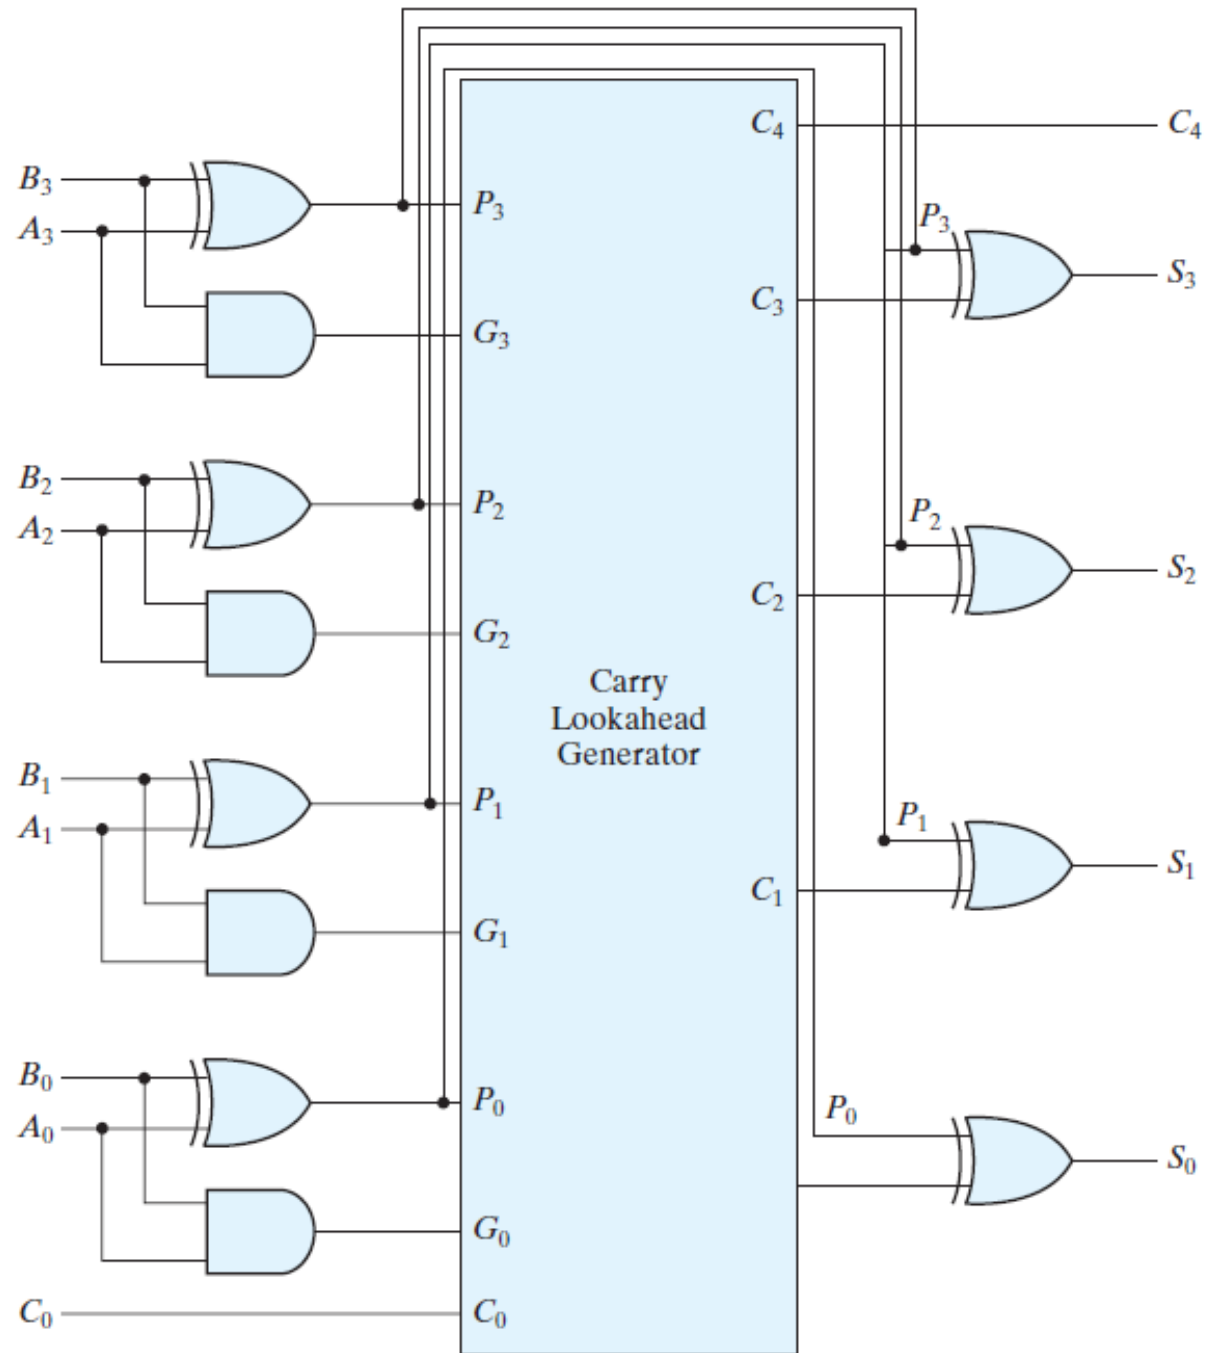 C₄ C₄
B₃
A₃
P₃ P₃
S₃
C₃
G₃
B₂
A₂
P₂ P₂
S₂
C₂
G₂
Carry
Lookahead
Generator
B₁
A₁
P₁ P₁
S₁
C₁
G₁
B₀
A₀
P₀ P₀
S₀
G₀
C₀ C₀